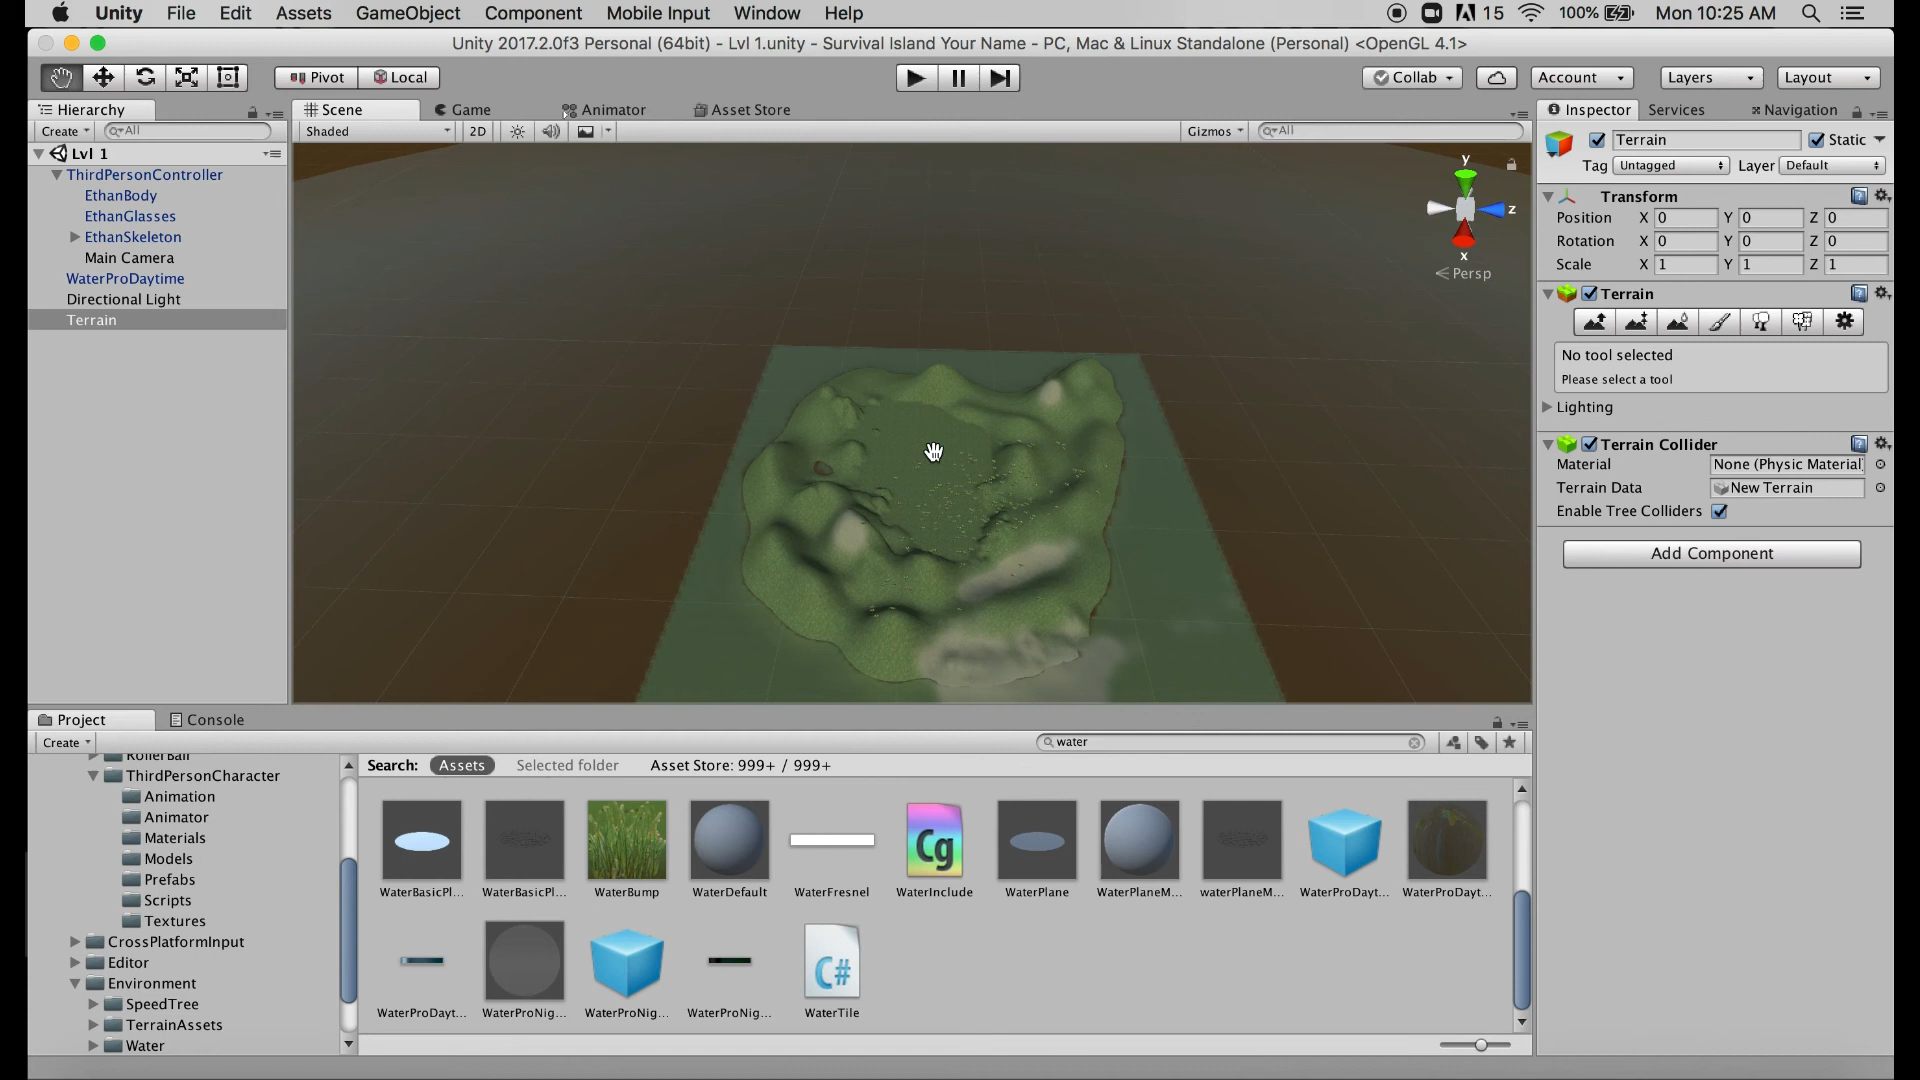 Unity File Edit Assets GameObject Component Mobile Input Window Help 15 100% Mon 10:25 AM
Unity 2017.2.0f3 Personal (64bit) - Lvl 1.unity - Survival Island Your Name - PC, Mac & Linux Standalone (Personal) <OpenGL 4.1>
Pivot Local Collab Account Layers Layout
Hierarchy Scene Game Animator Asset Store Inspector Services Navigation
Create All Shaded 2D Gizmos All
Terrain Static
Lvl 1
Tag Untagged Layer Default
ThirdPersonController
EthanBody
EthanGlasses
EthanSkeleton
Main Camera
WaterProDaytime
Directional Light
Terrain
y
z
x
Persp
Transform
Position X 0 Y 0 Z 0
Rotation X 0 Y 0 Z 0
Scale X 1 Y 1 Z 1
Terrain
No tool selected
Please select a tool
Lighting
Terrain Collider
Material None (Physic Material
Terrain Data New Terrain
Enable Tree Colliders
Add Component
Project Console
Create water
Search: Assets Selected folder Asset Store: 999+ / 999+
RollerBall
ThirdPersonCharacter
Animation
Animator
Materials
Models
Prefabs
Scripts
Textures
CrossPlatformInput
Editor
Environment
SpeedTree
TerrainAssets
Water
Cg
WaterBasicPl... WaterBasicPl... WaterBump WaterDefault WaterFresnel WaterInclude WaterPlane WaterPlaneM... waterPlaneM... WaterProDayt... WaterProDayt...
C#
WaterProDayt... WaterProNig... WaterProNig... WaterProNig... WaterTile